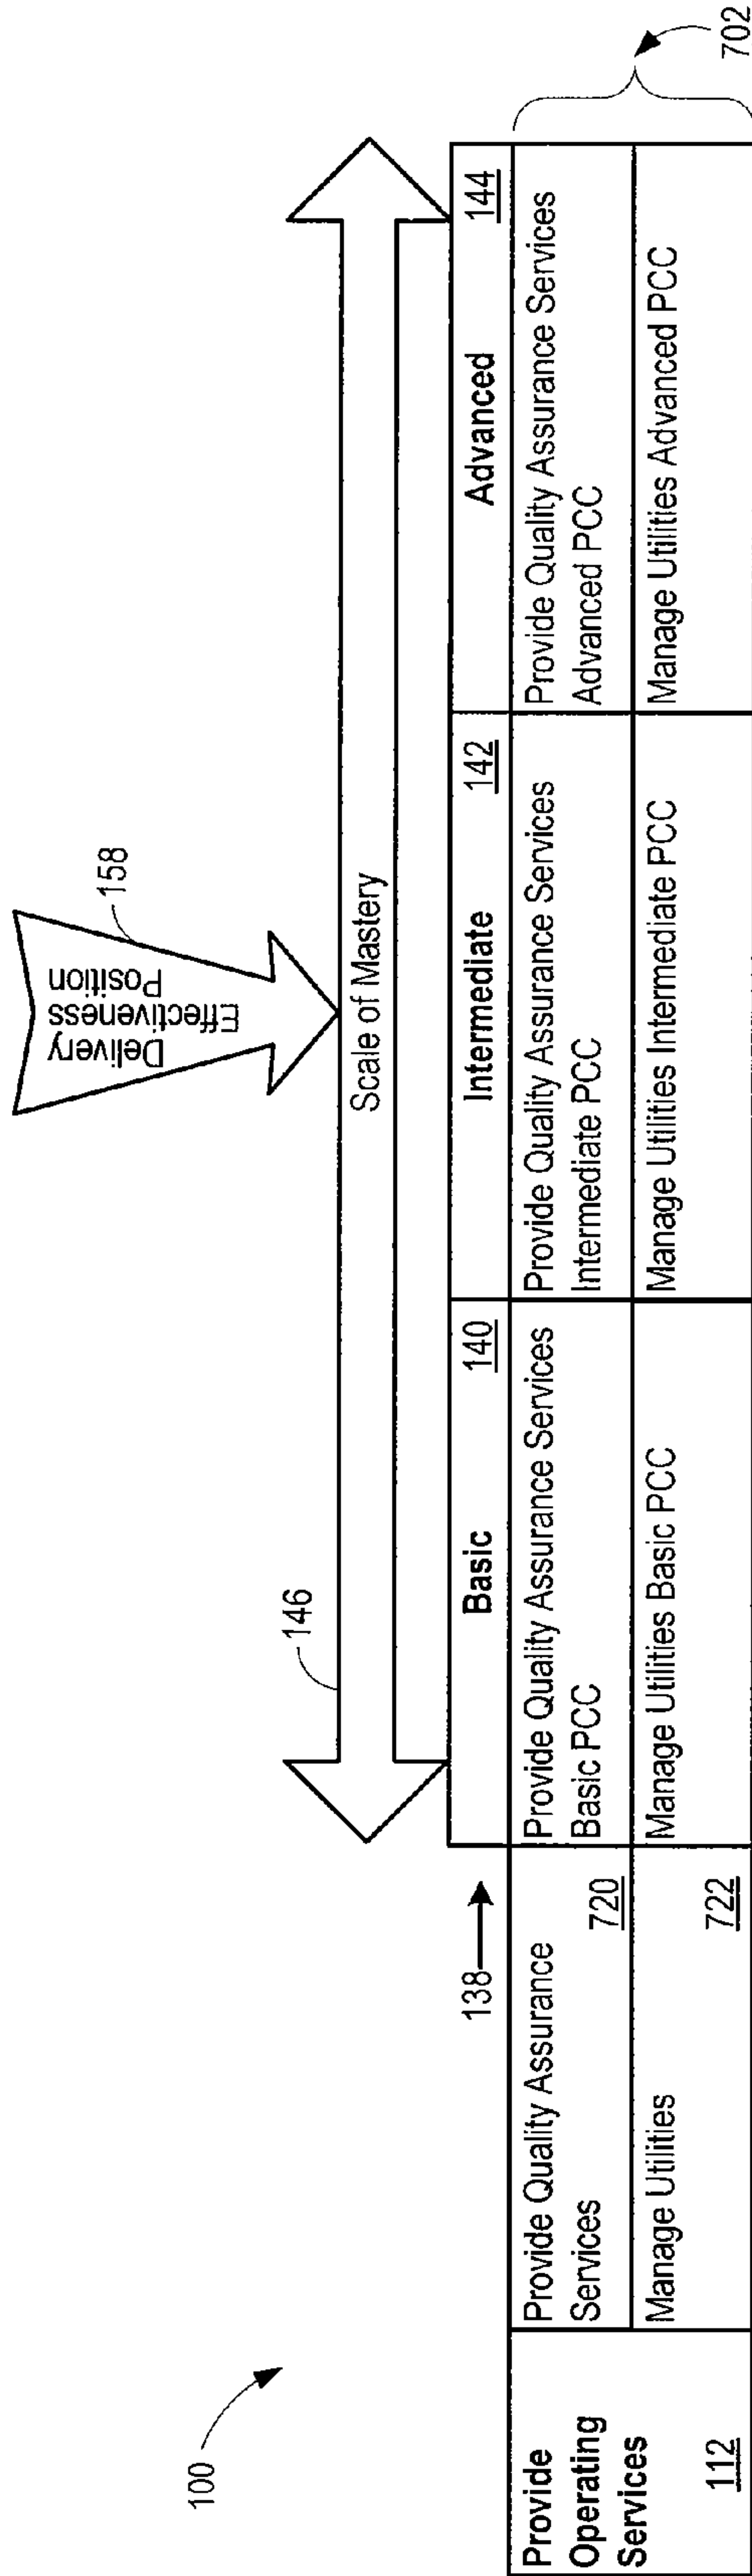 100
Delivery
Effectiveness
Position
158
146
Scale of Mastery
138
Basic 140
Intermediate 142
Advanced 144
Provide
Operating
Services
112
Provide Quality Assurance
Services 720
Provide Quality Assurance Services
Basic PCC
Provide Quality Assurance Services
Intermediate PCC
Provide Quality Assurance Services
Advanced PCC
Manage Utilities
722
Manage Utilities Basic PCC
Manage Utilities Intermediate PCC
Manage Utilities Advanced PCC
702